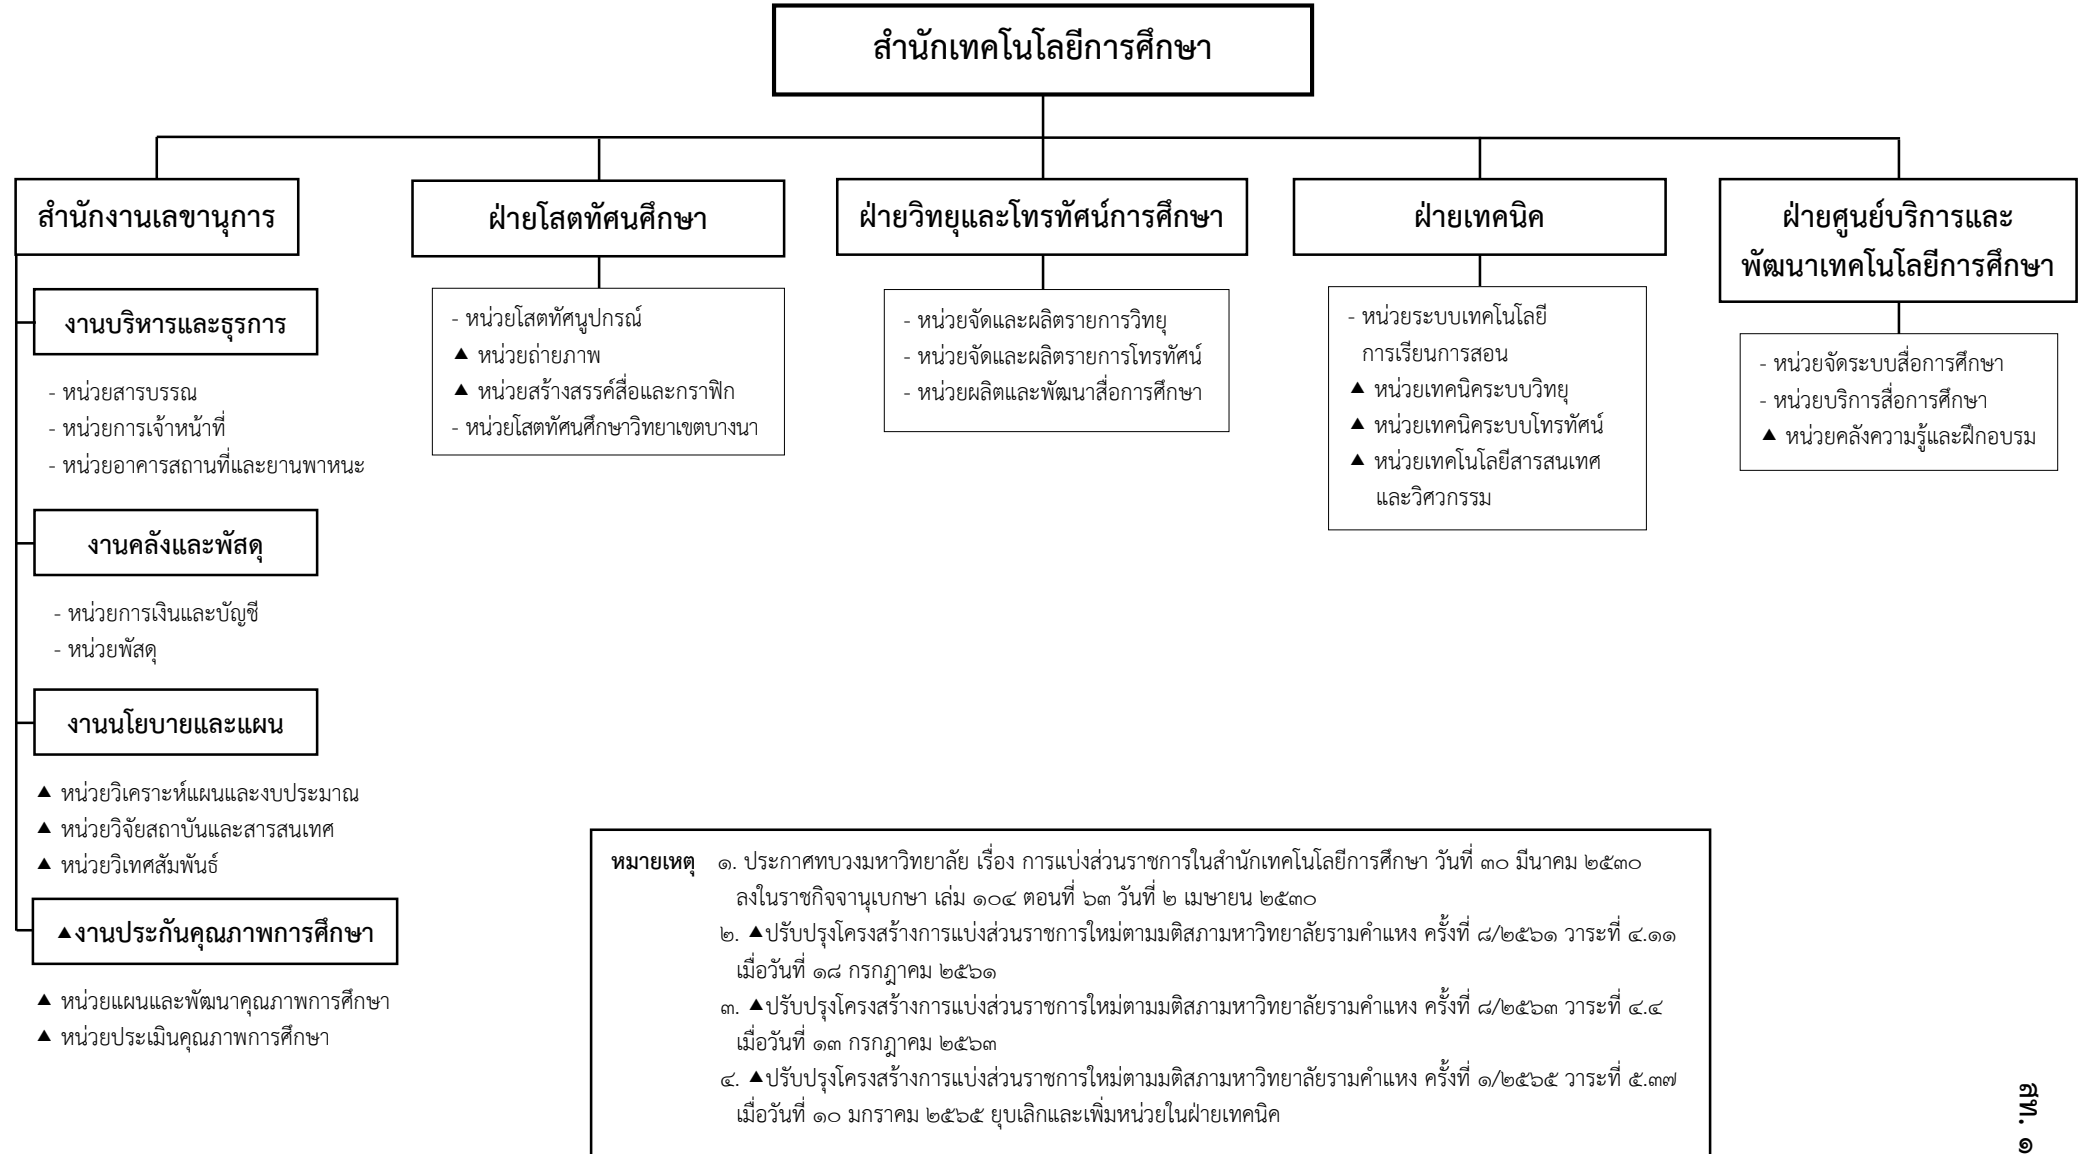 สำนักเทคโนโลยีการศึกษา
สำนักงานเลขานุการ
งานบริหารและธุรการ
- หน่วยสารบรรณ
- หน่วยการเจ้าหน้าที่
- หน่วยอาคารสถานที่และยานพาหนะ
งานคลังและพัสดุ
- หน่วยการเงินและบัญชี
- หน่วยพัสดุ
งานนโยบายและแผน
▲ หน่วยวิเคราะห์แผนและงบประมาณ
▲ หน่วยวิจัยสถาบันและสารสนเทศ
▲ หน่วยวิเทศสัมพันธ์
▲งานประกันคุณภาพการศึกษา
▲ หน่วยแผนและพัฒนาคุณภาพการศึกษา
▲ หน่วยประเมินคุณภาพการศึกษา
ฝ่ายโสตทัศนศึกษา
- หน่วยโสตทัศนูปกรณ์
▲ หน่วยถ่ายภาพ
▲ หน่วยสร้างสรรค์สื่อและกราฟิก
- หน่วยโสตทัศนศึกษาวิทยาเขตบางนา
ฝ่ายวิทยุและโทรทัศน์การศึกษา
- หน่วยจัดและผลิตรายการวิทยุ
- หน่วยจัดและผลิตรายการโทรทัศน์
- หน่วยผลิตและพัฒนาสื่อการศึกษา
ฝ่ายเทคนิค
- หน่วยระบบเทคโนโลยี
การเรียนการสอน
▲ หน่วยเทคนิคระบบวิทยุ
▲ หน่วยเทคนิคระบบโทรทัศน์
▲ หน่วยเทคโนโลยีสารสนเทศ
และวิศวกรรม
ฝ่ายศูนย์บริการและ
พัฒนาเทคโนโลยีการศึกษา
- หน่วยจัดระบบสื่อการศึกษา
- หน่วยบริการสื่อการศึกษา
▲ หน่วยคลังความรู้และฝึกอบรม
หมายเหตุ ๑. ประกาศทบวงมหาวิทยาลัย เรื่อง การแบ่งส่วนราชการในสำนักเทคโนโลยีการศึกษา วันที่ ๓๐ มีนาคม ๒๕๓๐
ลงในราชกิจจานุเบกษา เล่ม ๑๐๔ ตอนที่ ๖๓ วันที่ ๒ เมษายน ๒๕๓๐
๒. ▲ปรับปรุงโครงสร้างการแบ่งส่วนราชการใหม่ตามมติสภามหาวิทยาลัยรามคำแหง ครั้งที่ ๘/๒๕๖๑ วาระที่ ๔.๑๑
เมื่อวันที่ ๑๘ กรกฎาคม ๒๕๖๑
๓. ▲ปรับปรุงโครงสร้างการแบ่งส่วนราชการใหม่ตามมติสภามหาวิทยาลัยรามคำแหง ครั้งที่ ๘/๒๕๖๓ วาระที่ ๔.๔
เมื่อวันที่ ๑๓ กรกฎาคม ๒๕๖๓
๔. ▲ปรับปรุงโครงสร้างการแบ่งส่วนราชการใหม่ตามมติสภามหาวิทยาลัยรามคำแหง ครั้งที่ ๑/๒๕๖๕ วาระที่ ๕.๓๗
เมื่อวันที่ ๑๐ มกราคม ๒๕๖๕ ยุบเลิกและเพิ่มหน่วยในฝ่ายเทคนิค
สท. ๑